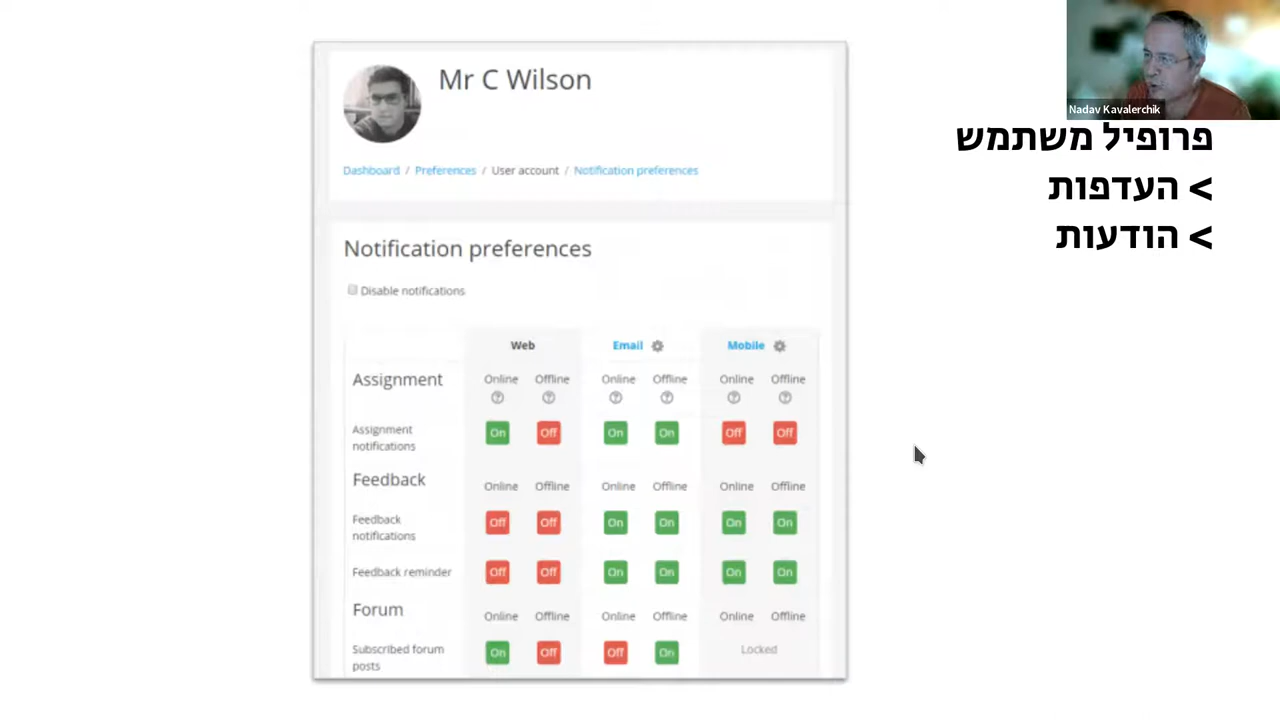 Mr C Wilson
Dashboard / Preferences / User account / Notification preferences
Notification preferences
Disable notifications
Web Email Mobile
Assignment Online Offline Online Offline Online Offline
Assignment notifications On Off On On Off Off
Feedback Online Offline Online Offline Online Offline
Feedback notifications Off Off On On On On
Feedback reminder Off Off On On On On
Forum Online Offline Online Offline Online Offline
Subscribed forum posts On Off Off On Locked
Nadav Kavalerchik
פרופיל משתמש
> העדפות
> הודעות